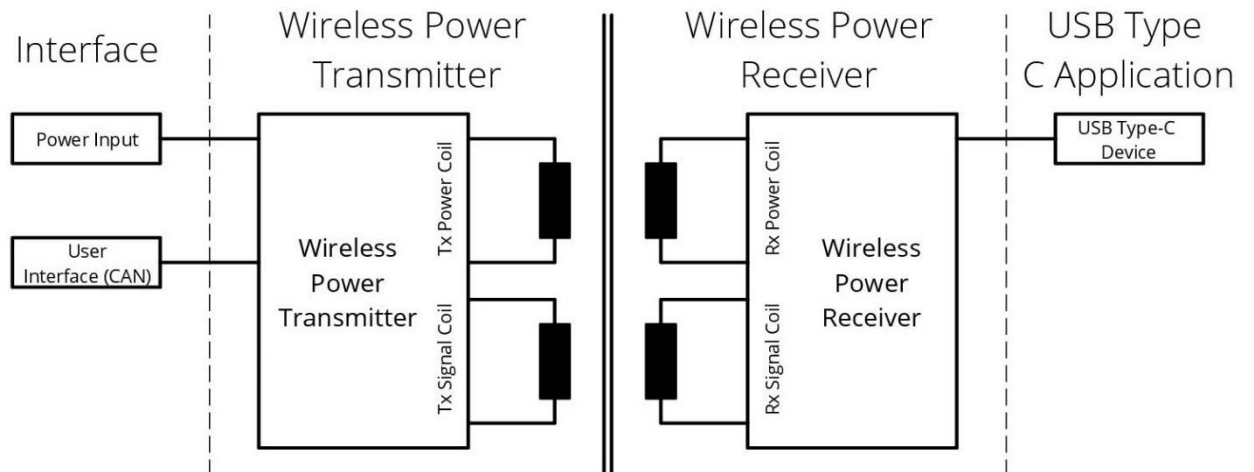 Interface
Wireless Power
Transmitter
Wireless Power
Receiver
USB Type
C Application
Power Input
User
Interface (CAN)
Wireless
Power
Transmitter
Tx Power Coil
Tx Signal Coil
Rx Power Coil
Rx Signal Coil
Wireless
Power
Receiver
USB Type-C
Device